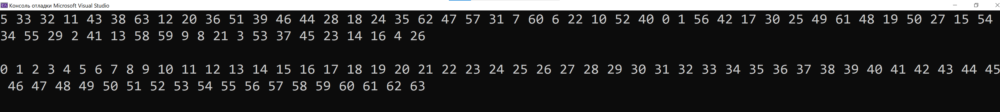 Консоль отладки Microsoft Visual Studio
5 33 32 11 43 38 63 12 20 36 51 39 46 44 28 18 24 35 62 47 57 31 7 60 6 22 10 52 40 0 1 56 42 17 30 25 49 61 48 19 50 27 15 54
34 55 29 2 41 13 58 59 9 8 21 3 53 37 45 23 14 16 4 26
0 1 2 3 4 5 6 7 8 9 10 11 12 13 14 15 16 17 18 19 20 21 22 23 24 25 26 27 28 29 30 31 32 33 34 35 36 37 38 39 40 41 42 43 44 45
46 47 48 49 50 51 52 53 54 55 56 57 58 59 60 61 62 63